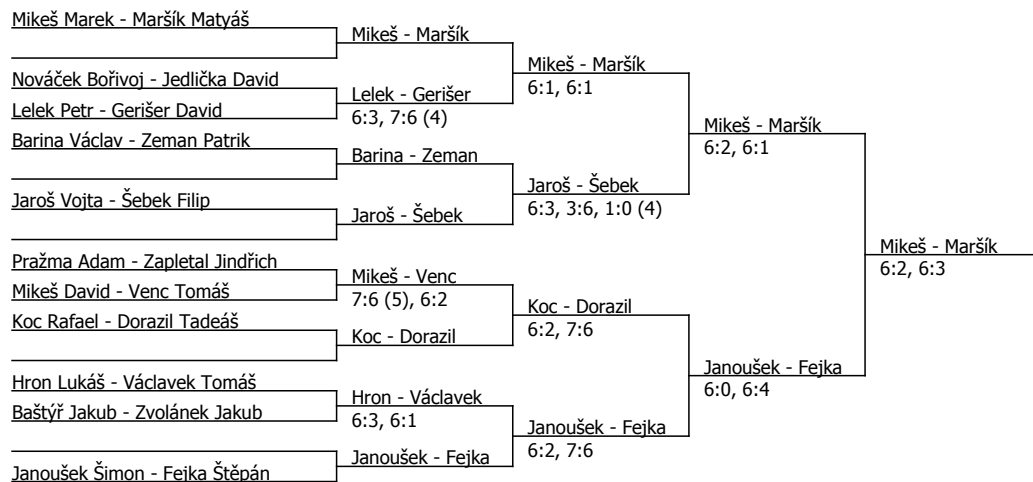 Mikeš Marek - Maršík Matyáš
Nováček Bořivoj - Jedlička David
Lelek Petr - Gerišer David
Barina Václav - Zeman Patrik
Jaroš Vojta - Šebek Filip
Pražma Adam - Zapletal Jindřich
Mikeš David - Venc Tomáš
Koc Rafael - Dorazil Tadeáš
Hron Lukáš - Václavek Tomáš
Baštýř Jakub - Zvolánek Jakub
Janoušek Šimon - Fejka Štěpán
Mikeš - Maršík
Lelek - Gerišer
6:3, 7:6 (4)
Barina - Zeman
Jaroš - Šebek
Mikeš - Venc
7:6 (5), 6:2
Koc - Dorazil
Hron - Václavek
6:3, 6:1
Janoušek - Fejka
Mikeš - Maršík
6:1, 6:1
Jaroš - Šebek
6:3, 3:6, 1:0 (4)
Koc - Dorazil
6:2, 7:6
Janoušek - Fejka
6:2, 7:6
Mikeš - Maršík
6:2, 6:1
Janoušek - Fejka
6:0, 6:4
Mikeš - Maršík
6:2, 6:3